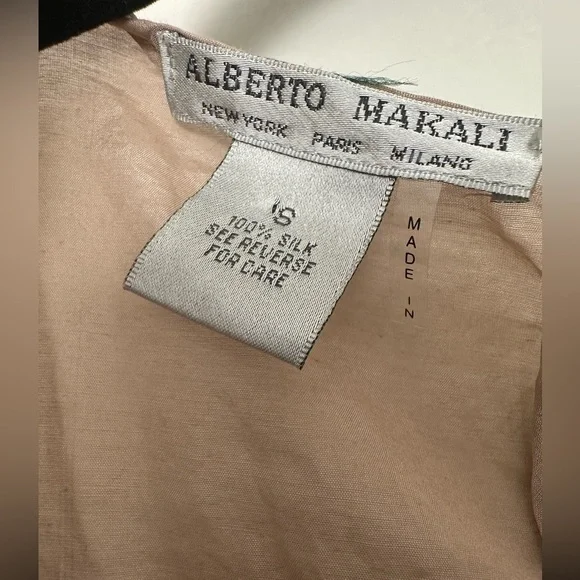 ALBERTO MAKALI
NEW YORK PARIS MILANO
S
100% SILK
SEE REVERSE
FOR CARE
MADE IN